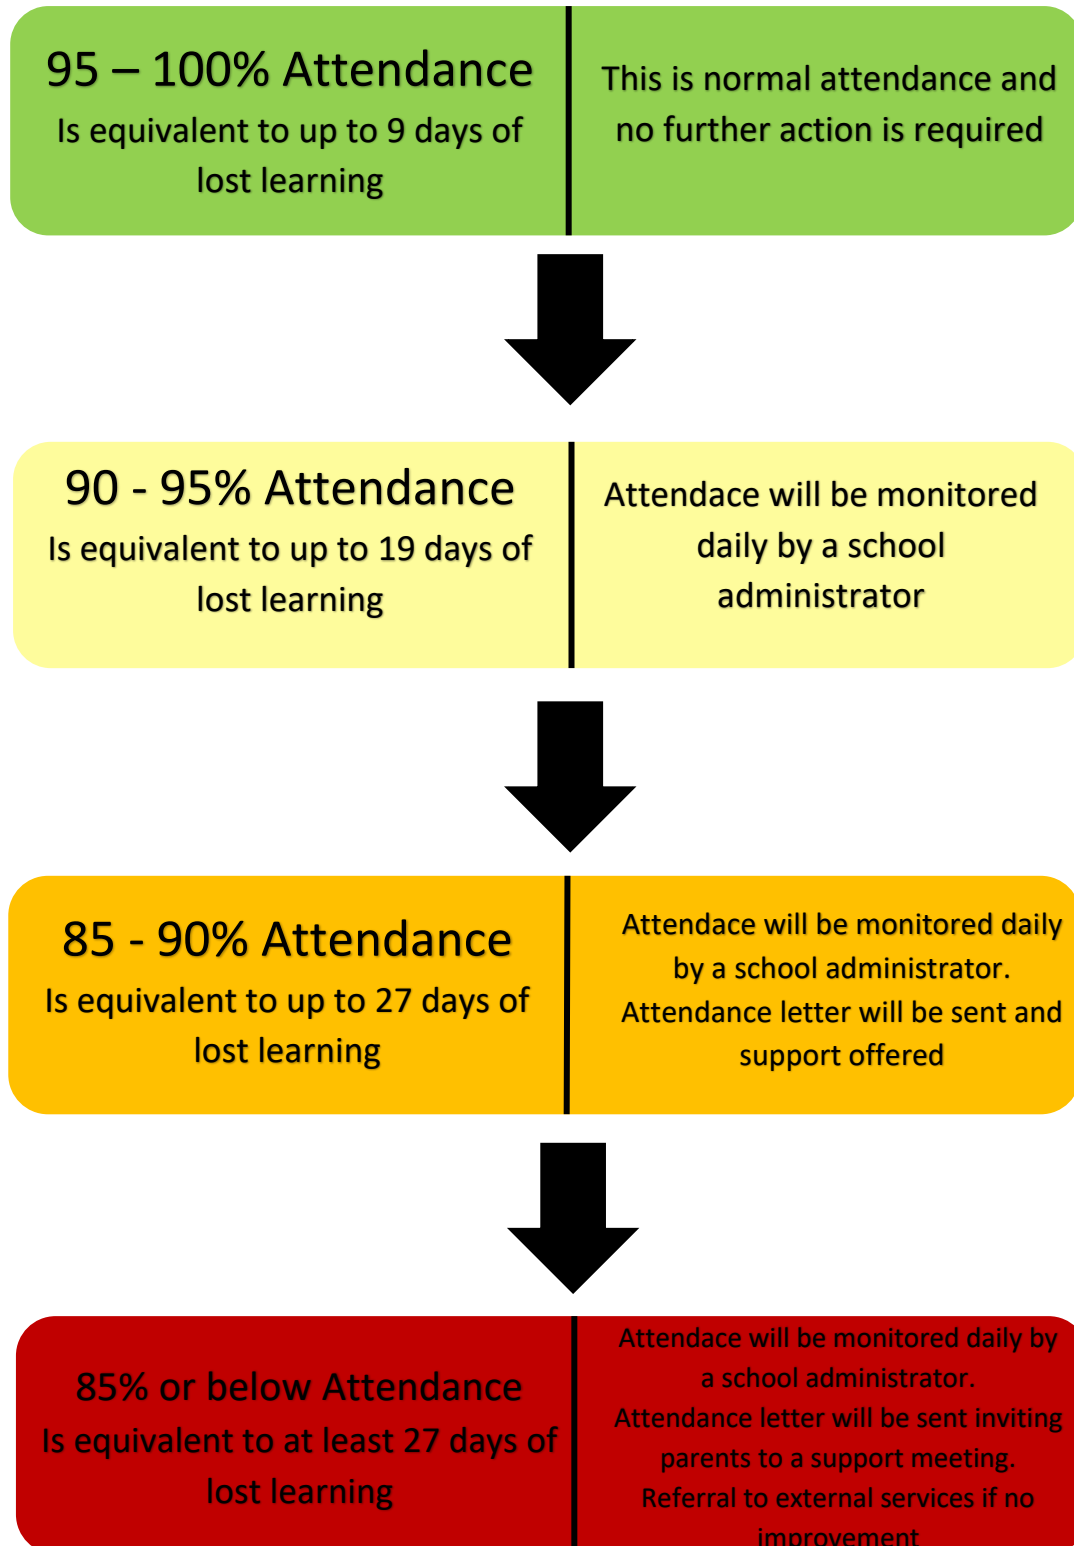 95 – 100% Attendance
Is equivalent to up to 9 days of
lost learning
This is normal attendance and
no further action is required
90 - 95% Attendance
Is equivalent to up to 19 days of
lost learning
Attendace will be monitored
daily by a school
administrator
85 - 90% Attendance
Is equivalent to up to 27 days of
lost learning
Attendace will be monitored daily
by a school administrator.
Attendance letter will be sent and
support offered
85% or below Attendance
Is equivalent to at least 27 days of
lost learning
Attendace will be monitored daily by
a school administrator.
Attendance letter will be sent inviting
parents to a support meeting.
Referral to external services if no
improvement